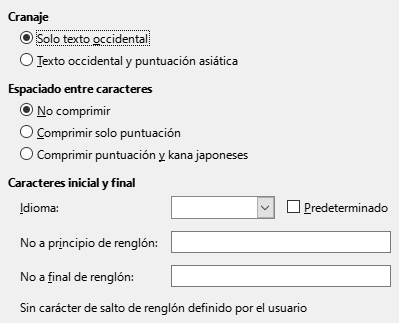 Cranaje
Solo texto occidental
Texto occidental y puntuación asiática
Espaciado entre caracteres
No comprimir
Comprimir solo puntuación
Comprimir puntuación y kana japoneses
Caracteres inicial y final
Idioma: Predeterminado
No a principio de renglón:
No a final de renglón:
Sin carácter de salto de renglón definido por el usuario